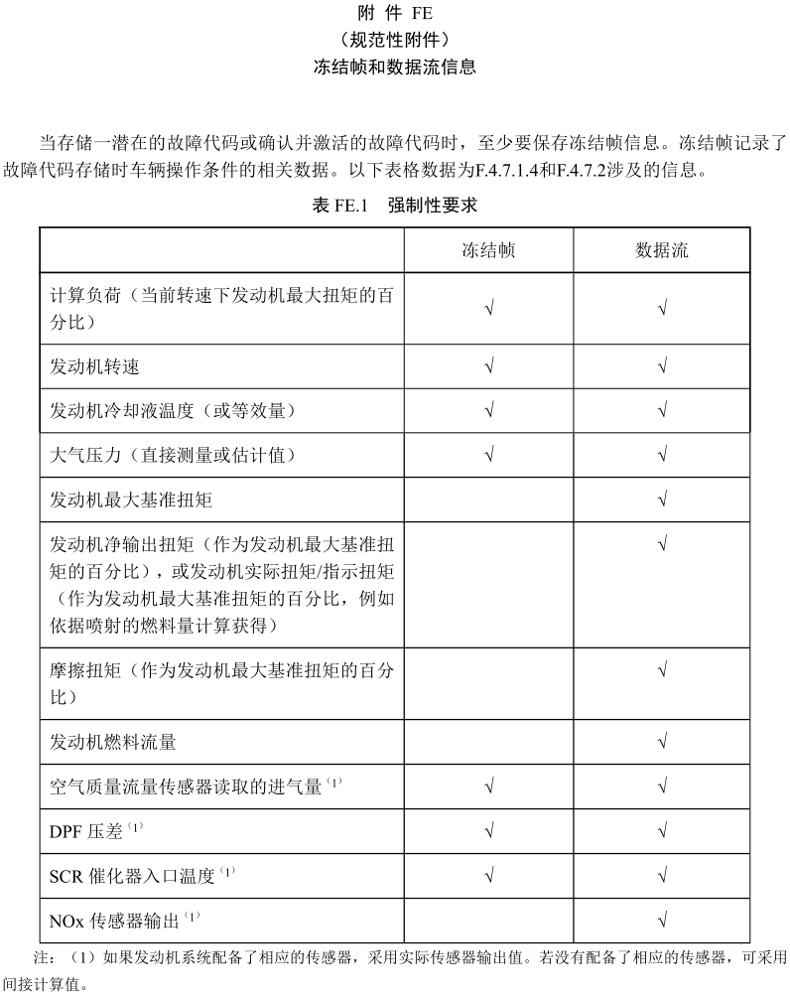 附 件 FE
（规范性附件）
冻结帧和数据流信息
当存储一潜在的故障代码或确认并激活的故障代码时，至少要保存冻结帧信息。冻结帧记录了
故障代码存储时车辆操作条件的相关数据。以下表格数据为F.4.7.1.4和F.4.7.2涉及的信息。
表 FE.1 强制性要求
冻结帧 数据流
计算负荷（当前转速下发动机最大扭矩的百
分比）
√ √
发动机转速 √ √
发动机冷却液温度（或等效量） √ √
大气压力（直接测量或估计值） √ √
发动机最大基准扭矩 √
发动机净输出扭矩（作为发动机最大基准扭 √
矩的百分比），或发动机实际扭矩/指示扭矩
（作为发动机最大基准扭矩的百分比，例如
依据喷射的燃料量计算获得）
摩擦扭矩（作为发动机最大基准扭矩的百分 √
比）
发动机燃料流量 √
空气质量流量传感器读取的进气量（1） √ √
DPF 压差（1） √ √
SCR 催化器入口温度（1） √ √
NOx 传感器输出（1） √
注：（1）如果发动机系统配备了相应的传感器，采用实际传感器输出值。若没有配备了相应的传感器，可采用
间接计算值。